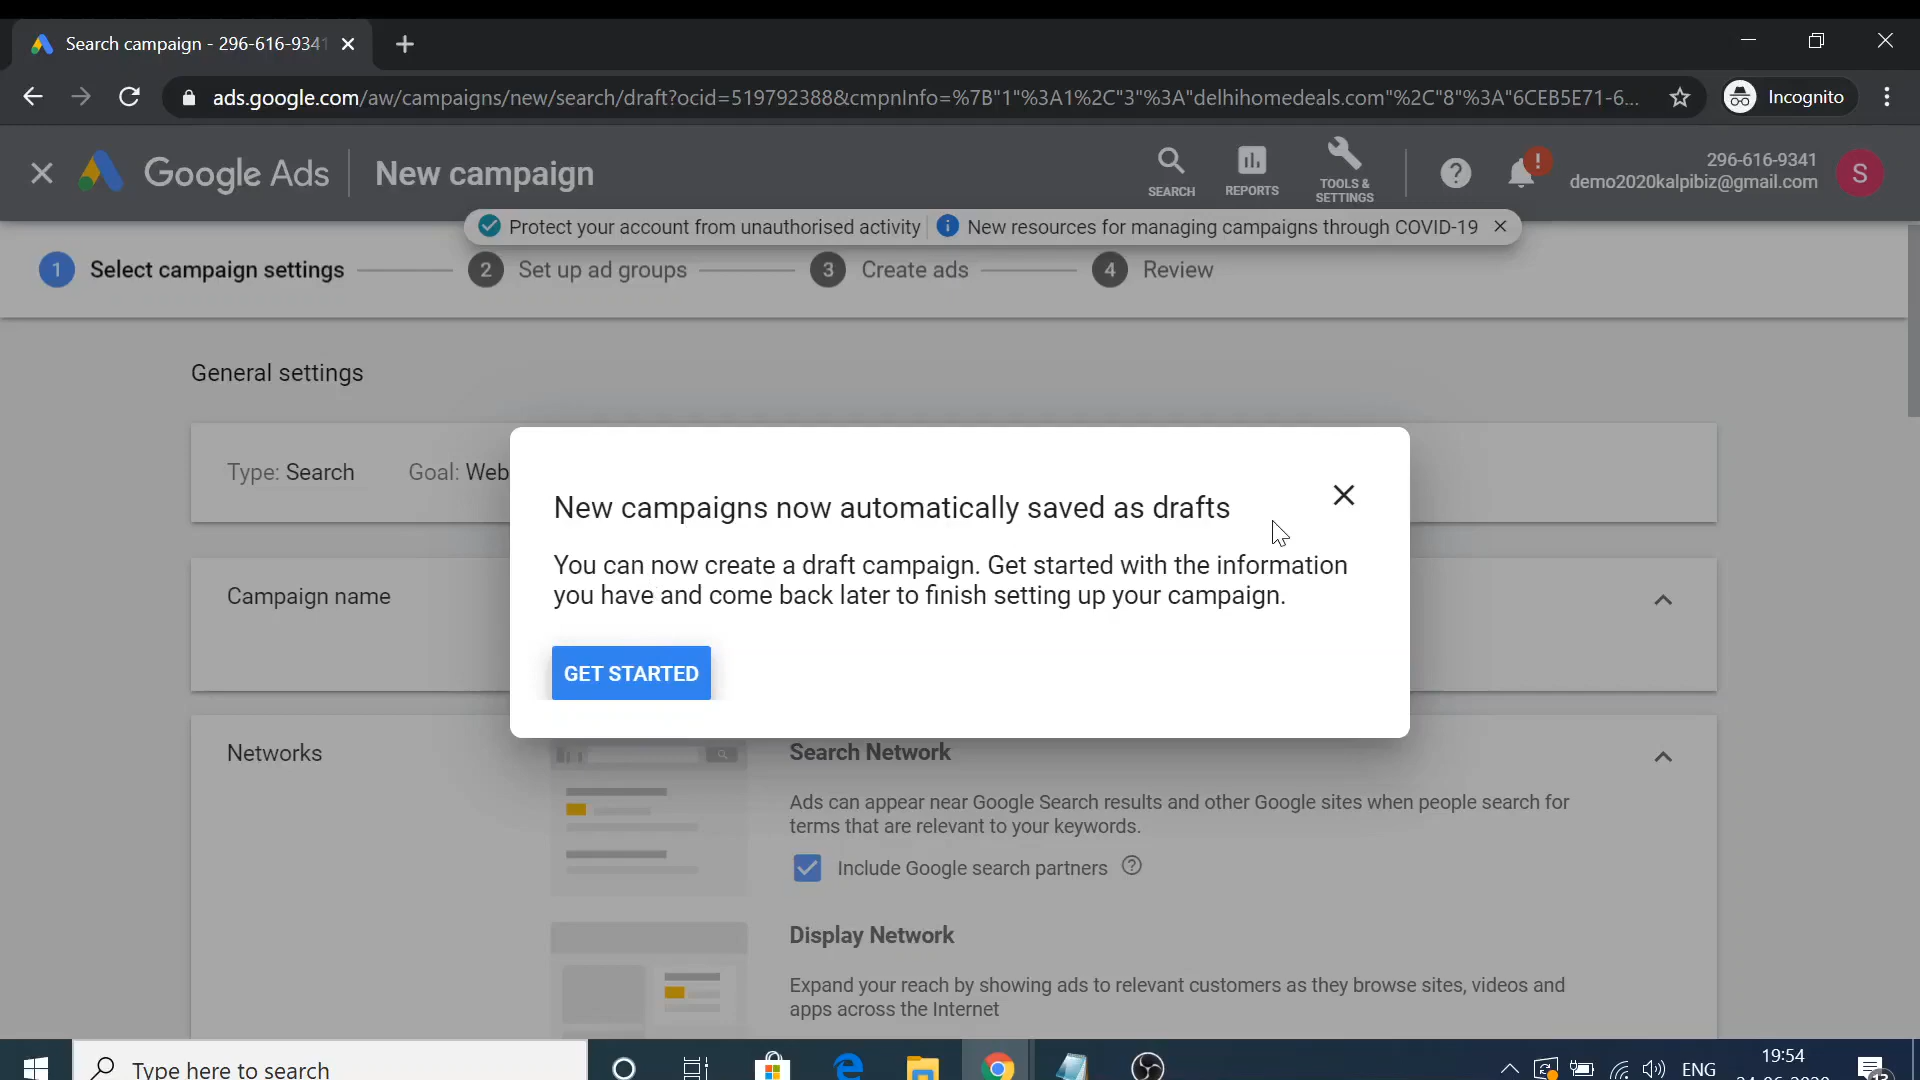 Search campaign - 296-616-9341
ads.google.com/aw/campaigns/new/search/draft?ocid=519792388&cmpnInfo=%7B"1"%3A1%2C"3"%3A"delhihomedeals.com"%2C"8"%3A"6CEB5E71-6...
Incognito
Google Ads
New campaign
SEARCH
REPORTS
TOOLS &
SETTINGS
296-616-9341
demo2020kalpibiz@gmail.com
S
Protect your account from unauthorised activity
New resources for managing campaigns through COVID-19
1 Select campaign settings
2 Set up ad groups
3 Create ads
4 Review
General settings
Type: Search Goal: Web
New campaigns now automatically saved as drafts
You can now create a draft campaign. Get started with the information
you have and come back later to finish setting up your campaign.
GET STARTED
Campaign name
Networks
Search Network
Ads can appear near Google Search results and other Google sites when people search for
terms that are relevant to your keywords.
Include Google search partners
Display Network
Expand your reach by showing ads to relevant customers as they browse sites, videos and
apps across the Internet
Type here to search
ENG
19:54